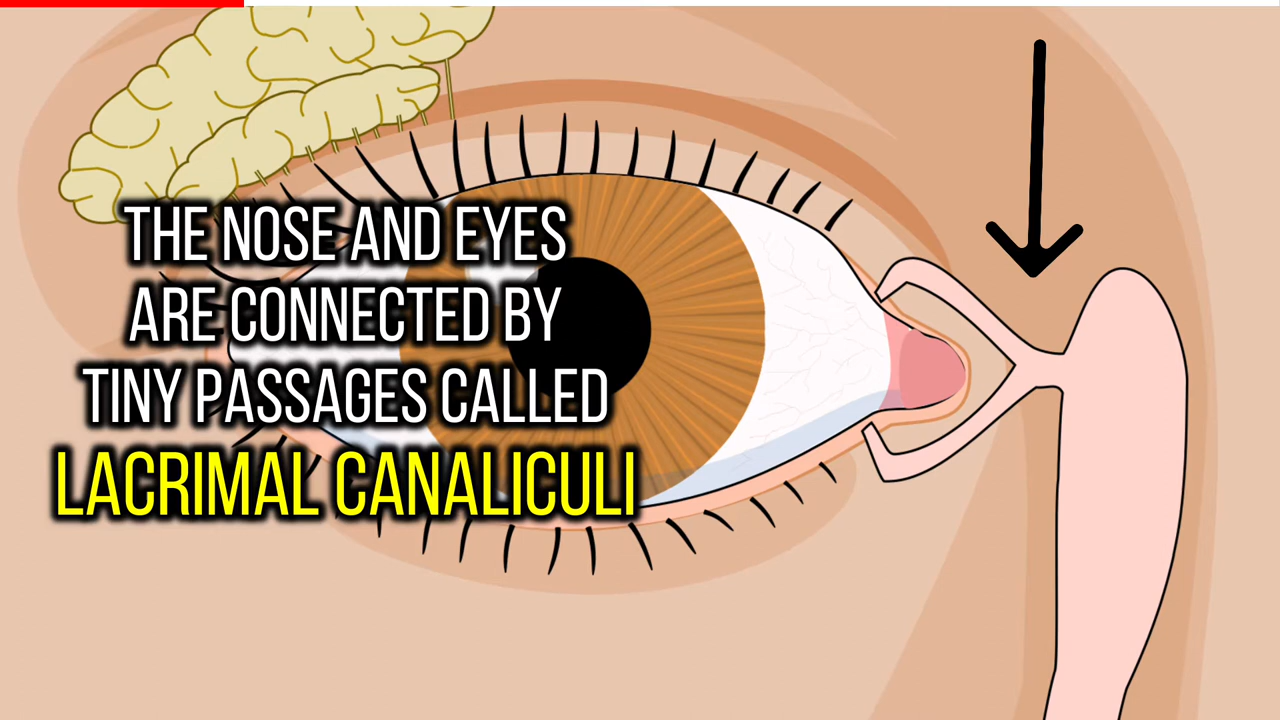 THE NOSE AND EYES
ARE CONNECTED BY
TINY PASSAGES CALLED
LACRIMAL CANALICULI